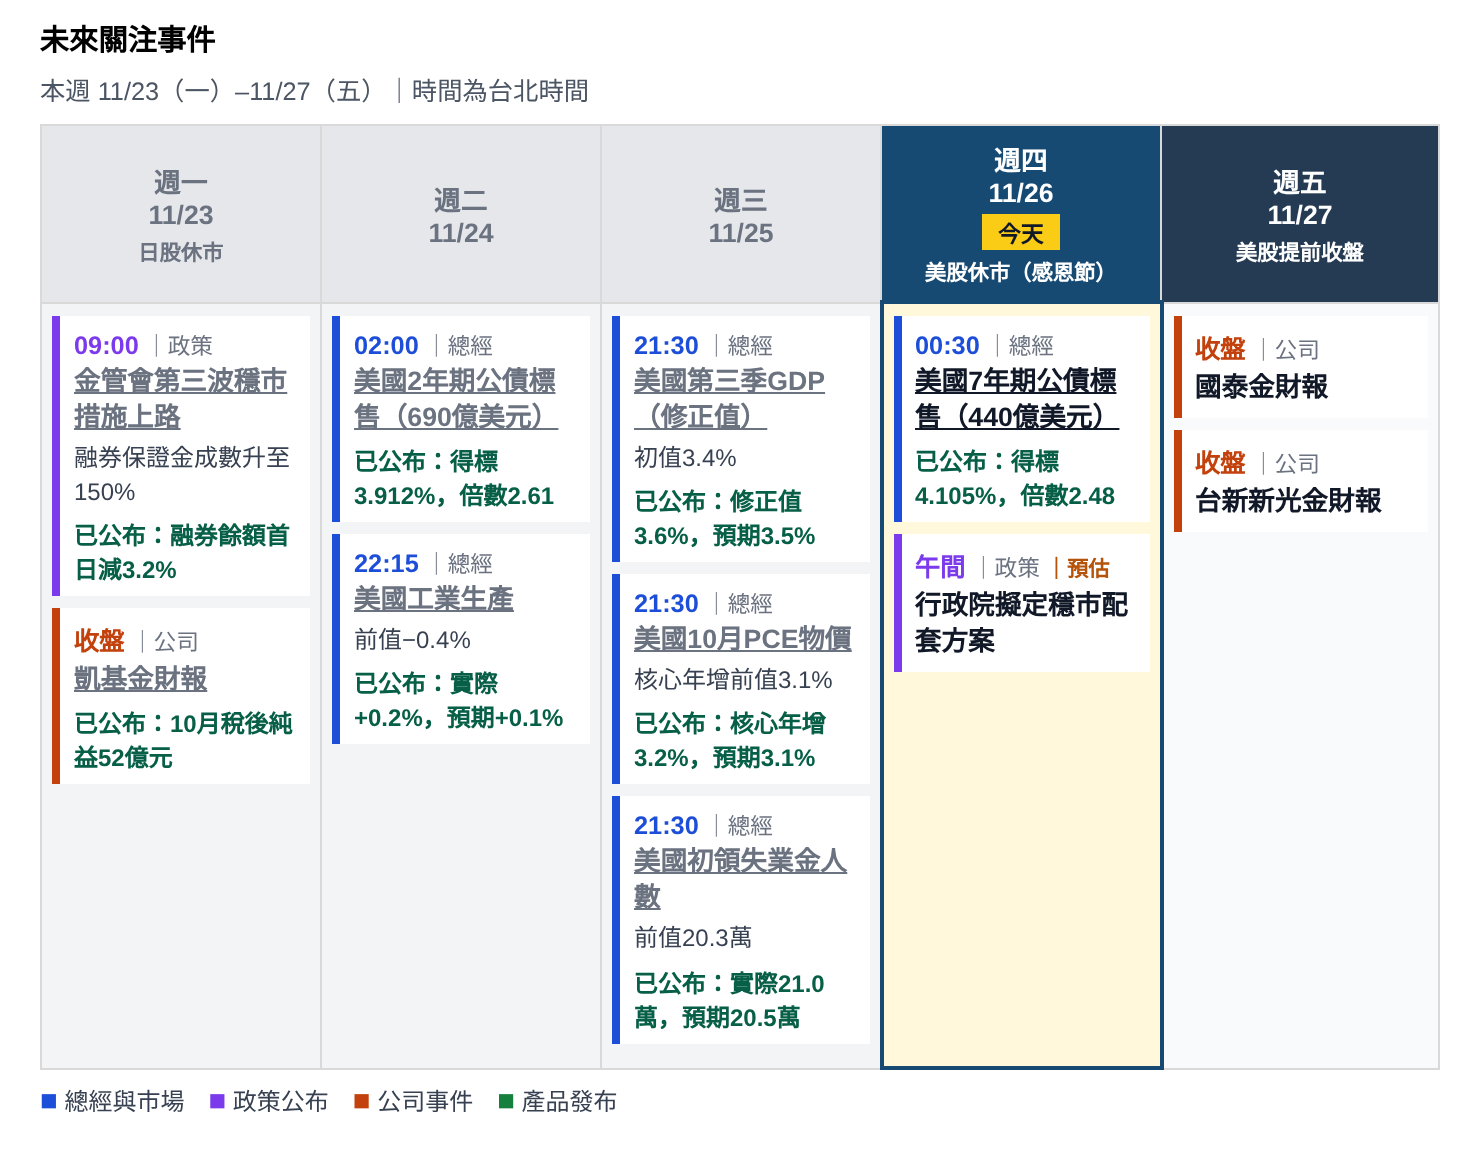 未來關注事件
本週 11/23（一）–11/27（五）｜時間為台北時間
週一
11/23
日股休市
週二
11/24
週三
11/25
週四
11/26
今天
美股休市（感恩節）
週五
11/27
美股提前收盤
09:00 ｜政策
金管會第三波穩市
措施上路
融券保證金成數升至
150%
已公布：融券餘額首
日減3.2%
收盤 ｜公司
凱基金財報
已公布：10月稅後純
益52億元
02:00 ｜總經
美國2年期公債標
售（690億美元）
已公布：得標
3.912%，倍數2.61
22:15 ｜總經
美國工業生產
前值−0.4%
已公布：實際
+0.2%，預期+0.1%
21:30 ｜總經
美國第三季GDP
（修正值）
初值3.4%
已公布：修正值
3.6%，預期3.5%
21:30 ｜總經
美國10月PCE物價
核心年增前值3.1%
已公布：核心年增
3.2%，預期3.1%
21:30 ｜總經
美國初領失業金人
數
前值20.3萬
已公布：實際21.0
萬，預期20.5萬
00:30 ｜總經
美國7年期公債標
售（440億美元）
已公布：得標
4.105%，倍數2.48
午間 ｜政策 ｜預估
行政院擬定穩市配
套方案
收盤 ｜公司
國泰金財報
收盤 ｜公司
台新新光金財報
總經與市場 政策公布 公司事件 產品發布